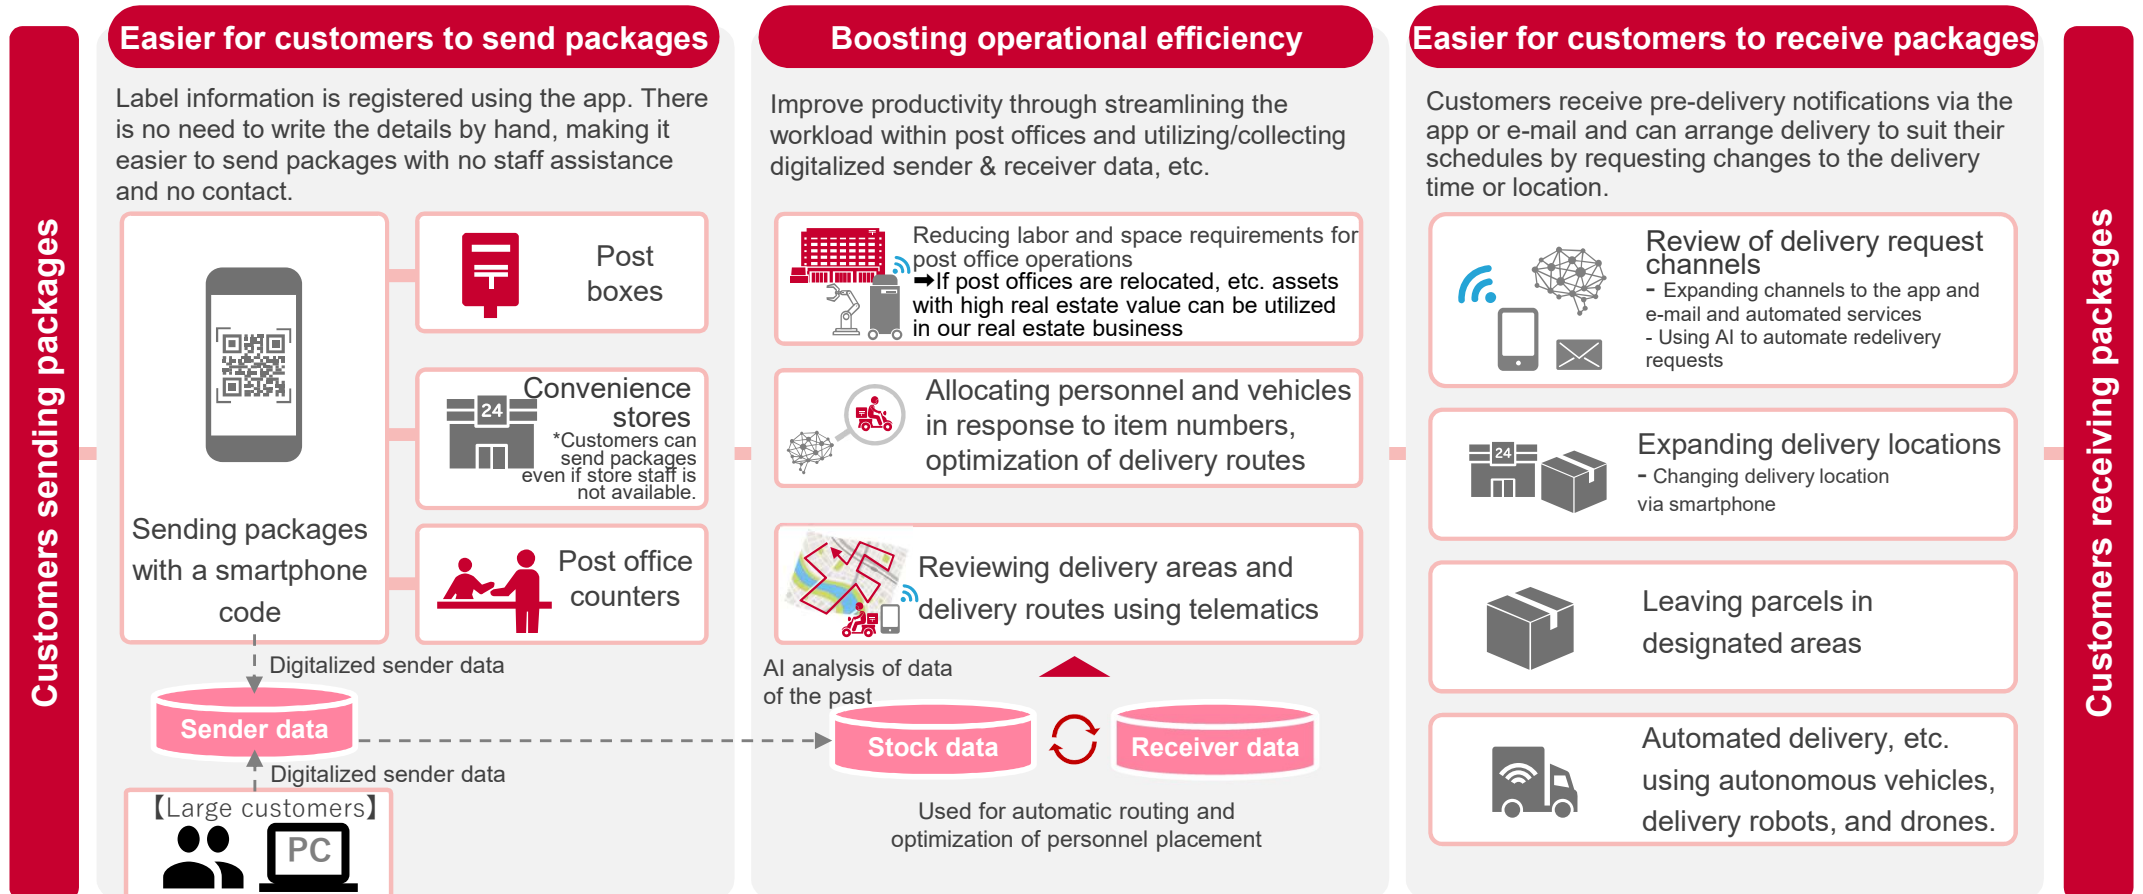 Customers sending packages
Easier for customers to send packages
Label information is registered using the app. There
is no need to write the details by hand, making it
easier to send packages with no staff assistance
and no contact.
Sending packages
with a smartphone
code
Post
boxes
24
Convenience
stores
*Customers can
send packages
even if store staff is
not available.
Post office
counters
Digitalized sender data
Sender data
Digitalized sender data
【Large customers】
PC
Boosting operational efficiency
Improve productivity through streamlining the
workload within post offices and utilizing/collecting
digitalized sender & receiver data, etc.
Reducing labor and space requirements for
post office operations
➡If post offices are relocated, etc. assets
with high real estate value can be utilized
in our real estate business
Allocating personnel and vehicles
in response to item numbers,
optimization of delivery routes
Reviewing delivery areas and
delivery routes using telematics
AI analysis of data
of the past
Stock data
Receiver data
Used for automatic routing and
optimization of personnel placement
Easier for customers to receive packages
Customers receive pre-delivery notifications via the
app or e-mail and can arrange delivery to suit their
schedules by requesting changes to the delivery
time or location.
Review of delivery request
channels
- Expanding channels to the app and
e-mail and automated services
- Using AI to automate redelivery
requests
24
Expanding delivery locations
- Changing delivery location
via smartphone
Leaving parcels in
designated areas
Automated delivery, etc.
using autonomous vehicles,
delivery robots, and drones.
Customers receiving packages